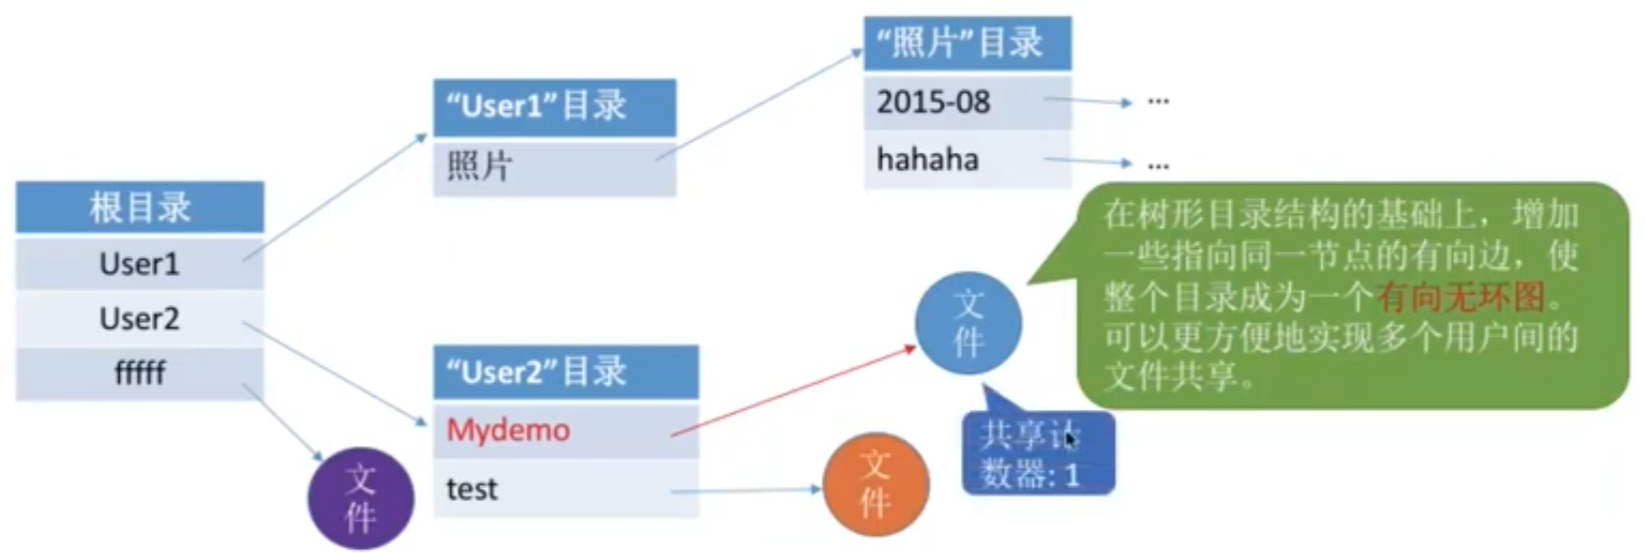 根目录
User1
User2
fffff
文
件
“User1”目录
照片
“User2”目录
Mydemo
test
文
件
“照片”目录
2015-08
...
hahaha
...
文
件
共享计
数器: 1
在树形目录结构的基础上，增加
一些指向同一节点的有向边，使
整个目录成为一个有向无环图。
可以更方便地实现多个用户间的
文件共享。